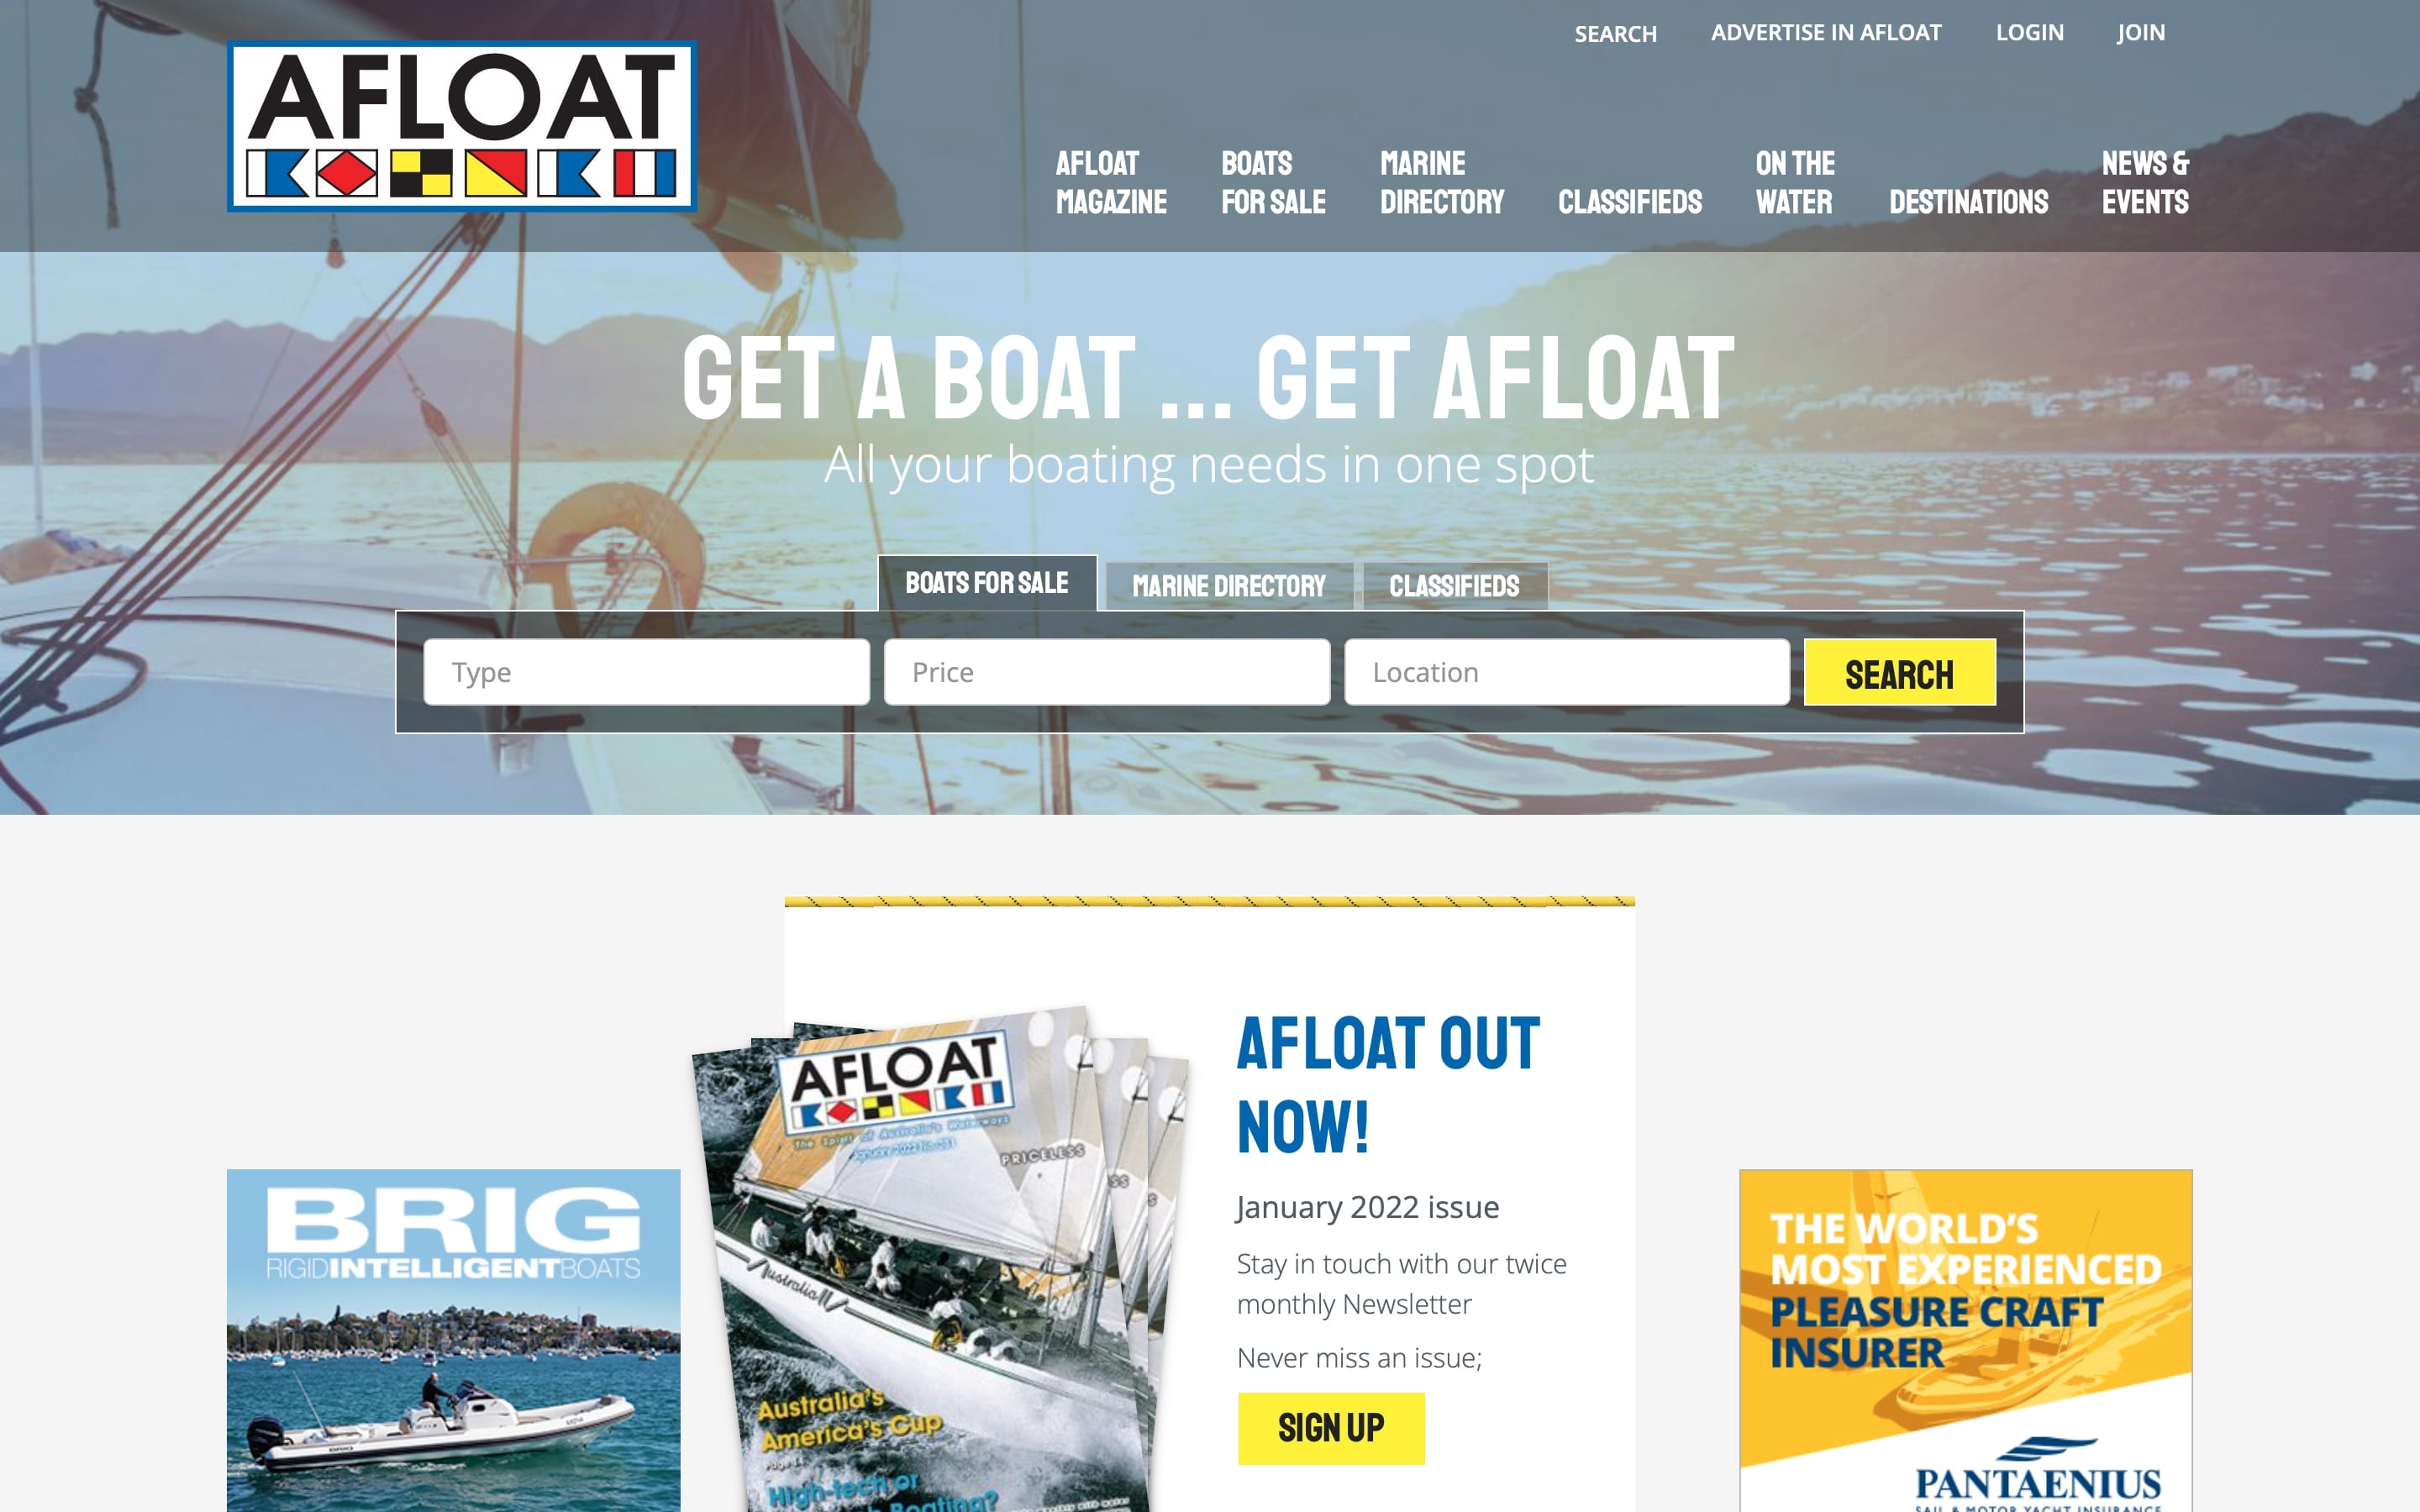 SEARCH
ADVERTISE IN AFLOAT
LOGIN
JOIN
AFLOAT
AFLOAT
MAGAZINE
BOATS
FOR SALE
MARINE
DIRECTORY
CLASSIFIEDS
ON THE
WATER
DESTINATIONS
NEWS &
EVENTS
GET A BOAT ... GET AFLOAT
All your boating needs in one spot
BOATS FOR SALE
MARINE DIRECTORY
CLASSIFIEDS
Type
Price
Location
SEARCH
BRIG
RIGIDINTELLIGENTBOATS
BRIG
AFLOAT
The Spirit of Australia's Waterways
January 2022
PRICELESS
SS
S
Australia II
Australia's
America's Cup
High-tech or
Boating?
AFLOAT OUT
NOW!
January 2022 issue
Stay in touch with our twice
monthly Newsletter
Never miss an issue;
SIGN UP
THE WORLD'S
MOST EXPERIENCED
PLEASURE CRAFT
INSURER
PANTAENIUS
SAIL & MOTOR YACHT INSURANCE